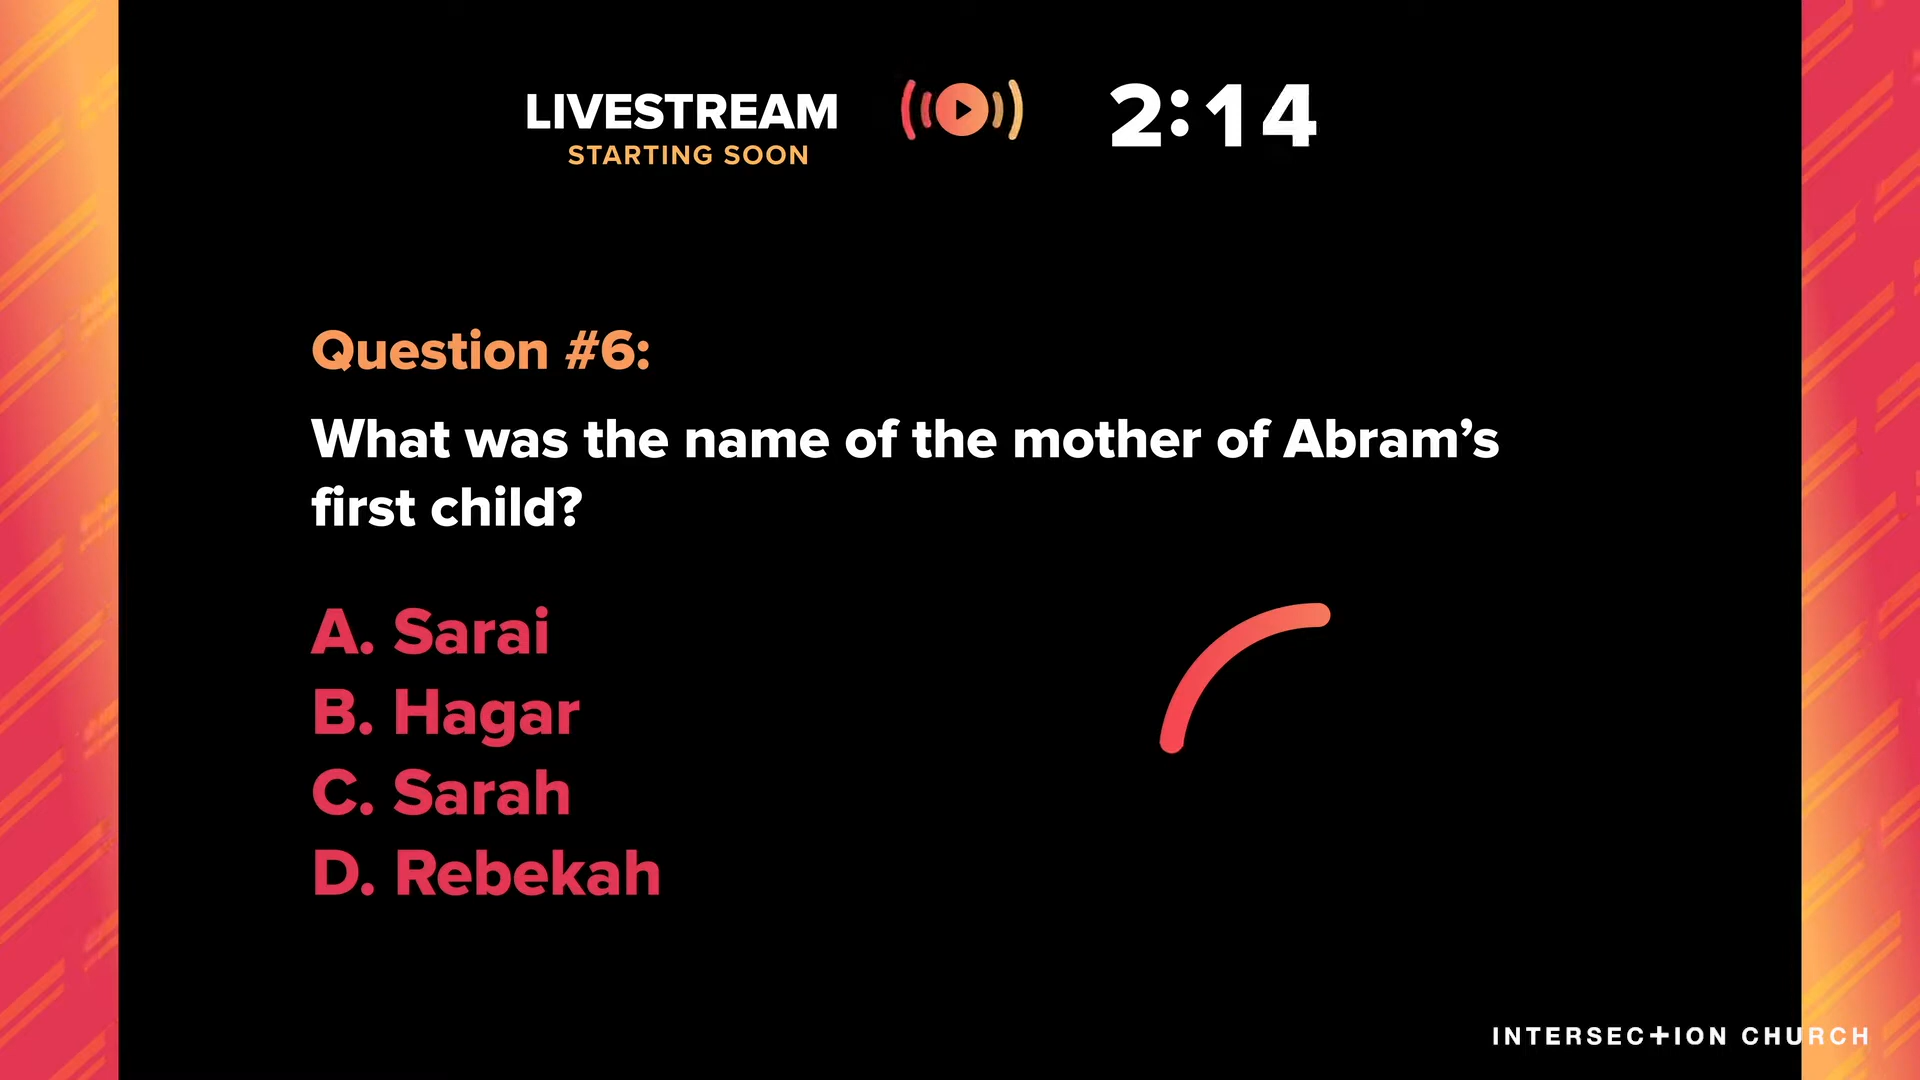 LIVESTREAM
STARTING SOON
2:14
Question #6:
What was the name of the mother of Abram’s
first child?
A. Sarai
B. Hagar
C. Sarah
D. Rebekah
INTERSECTION CHURCH